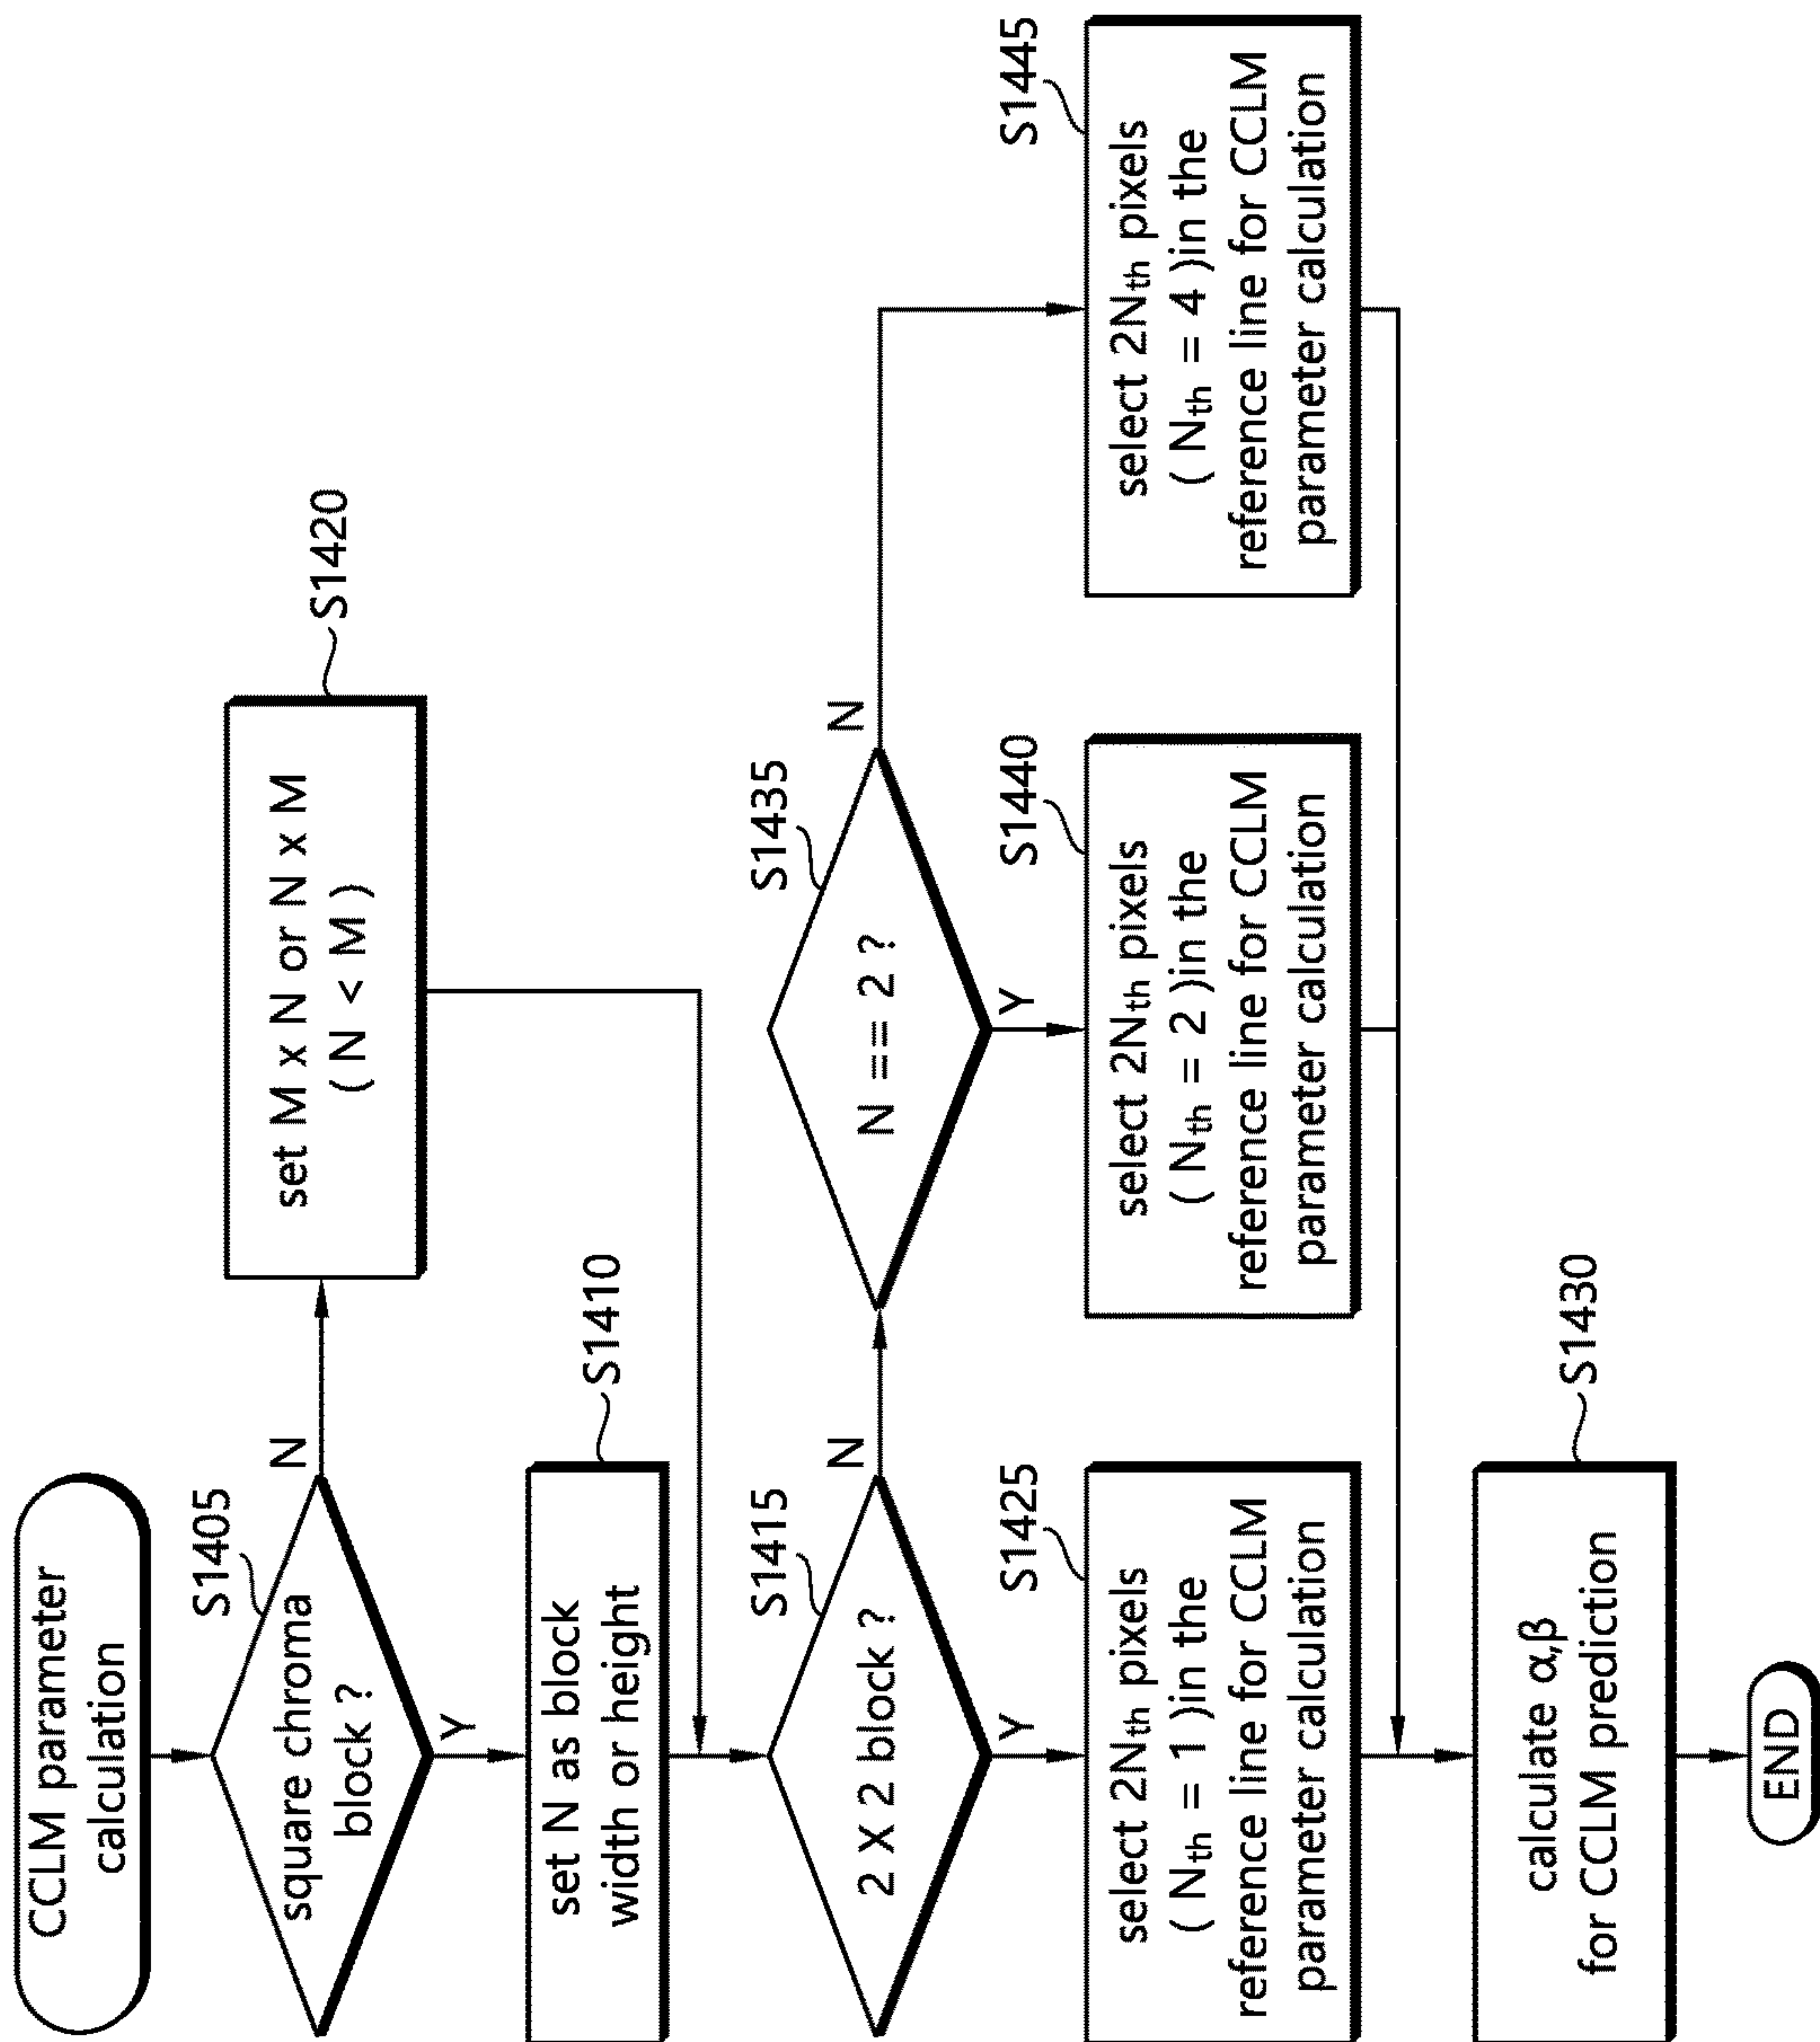 CCLM parameter
calculation
S1405
square chroma
block ?
N
Y
set M x N or N x M
( N < M )
S1420
set N as block
width or height
S1410
S1415
2 X 2 block ?
N
Y
S1435
N == 2 ?
N
Y
S1425
select 2Nth pixels
( Nth = 1 )in the
reference line for CCLM
parameter calculation
S1440
select 2Nth pixels
( Nth = 2 )in the
reference line for CCLM
parameter calculation
S1445
select 2Nth pixels
( Nth = 4 )in the
reference line for CCLM
parameter calculation
S1430
calculate α,β
for CCLM prediction
END